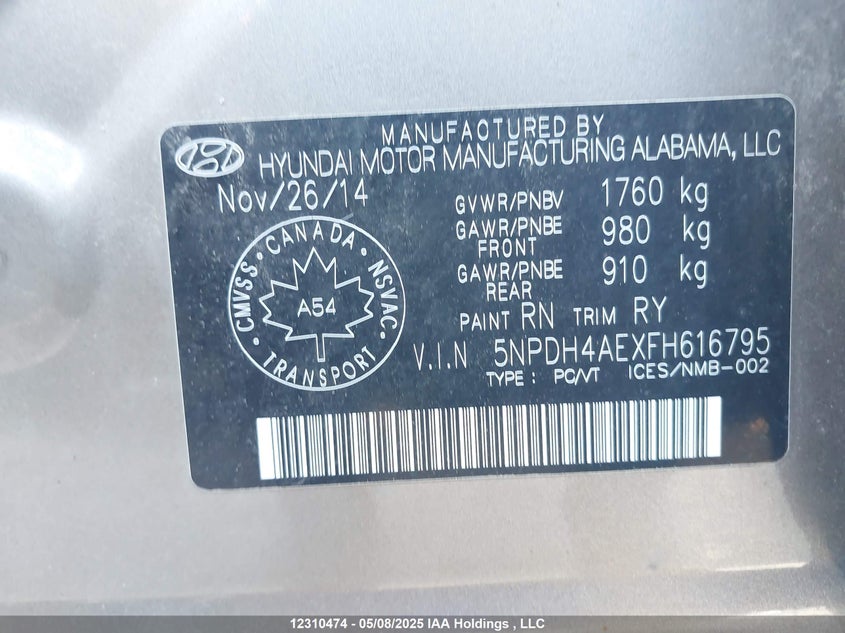 MANUFACTURED BY
HYUNDAI MOTOR MANUFACTURING ALABAMA, LLC
Nov/26/14
GVWR/PNBV 1760 kg
GAWR/PNBE FRONT 980 kg
GAWR/PNBE REAR 910 kg
CANADA
CMVSS · NSVAC
A54
TRANSPORT
PAINT RN TRIM RY
V.I.N 5NPDH4AEXFH616795
TYPE : PC/VT ICES/NMB-002
12310474 - 05/08/2025 IAA Holdings , LLC